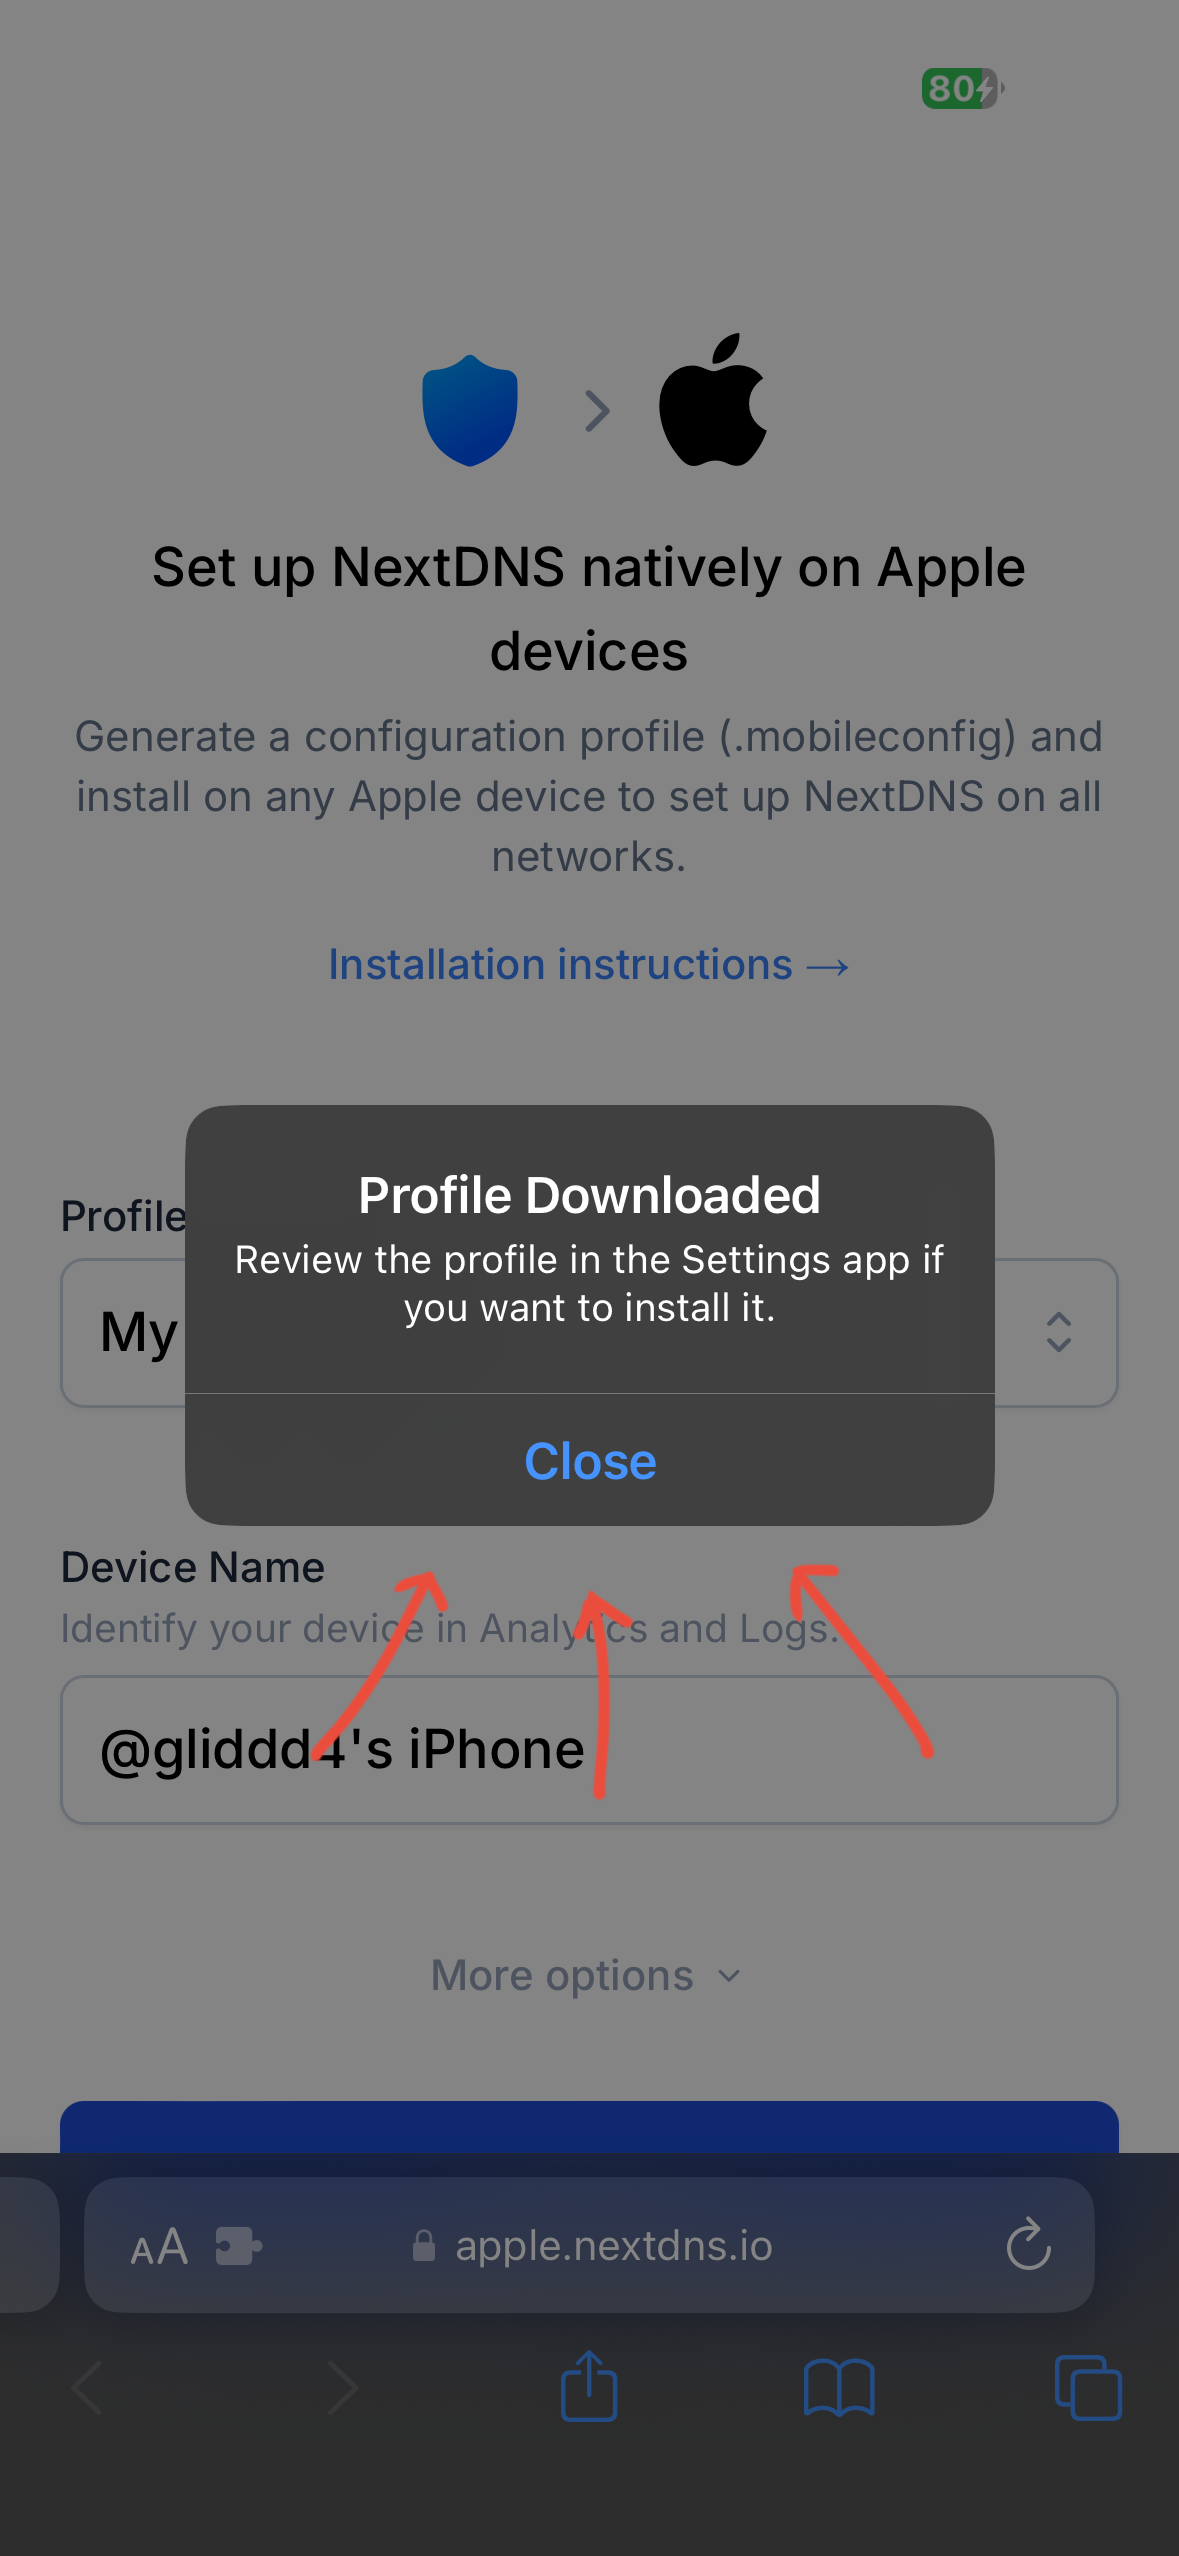 80
Set up NextDNS natively on Apple
devices
Generate a configuration profile (.mobileconfig) and
install on any Apple device to set up NextDNS on all
networks.
Installation instructions →
Profile
My
Profile Downloaded
Review the profile in the Settings app if
you want to install it.
Close
Device Name
Identify your device in Analytics and Logs.
@gliddd4's iPhone
More options
AA
apple.nextdns.io